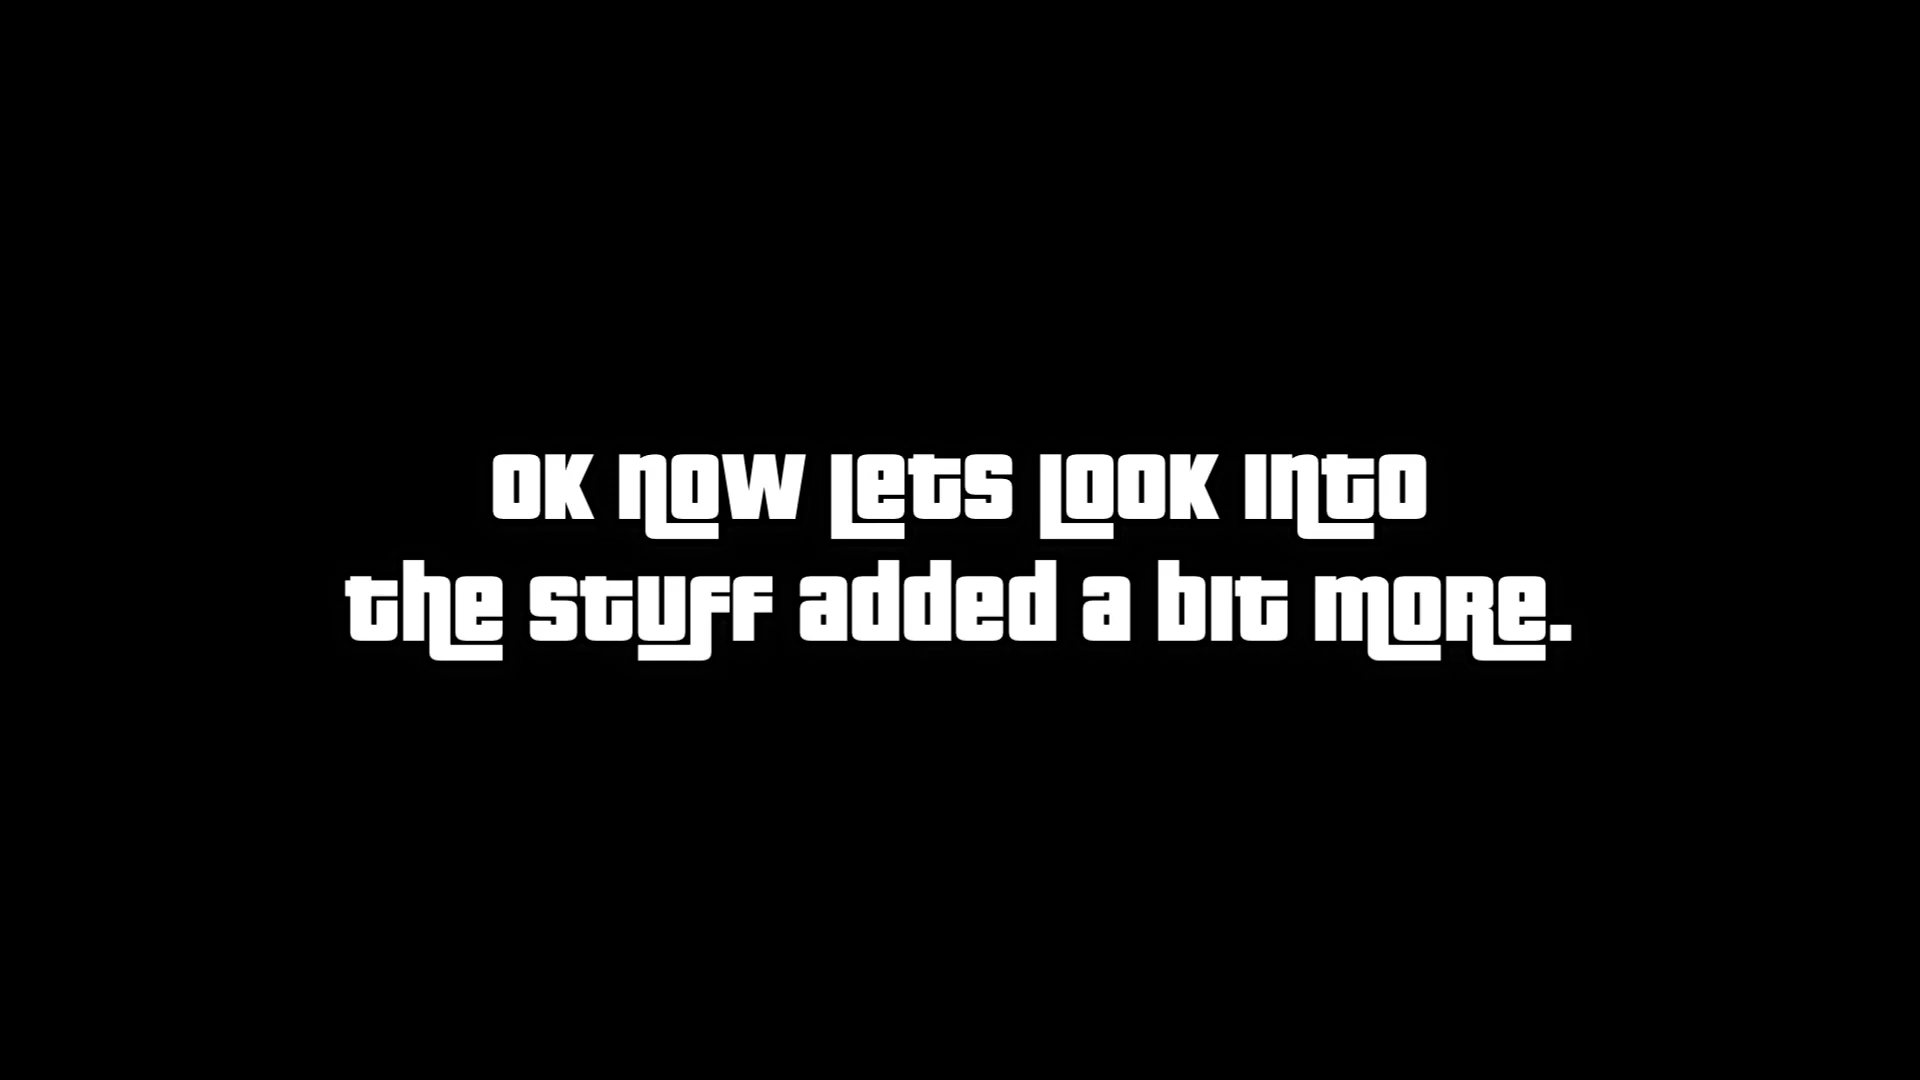 ok now lets look into
the stuff added a bit more.